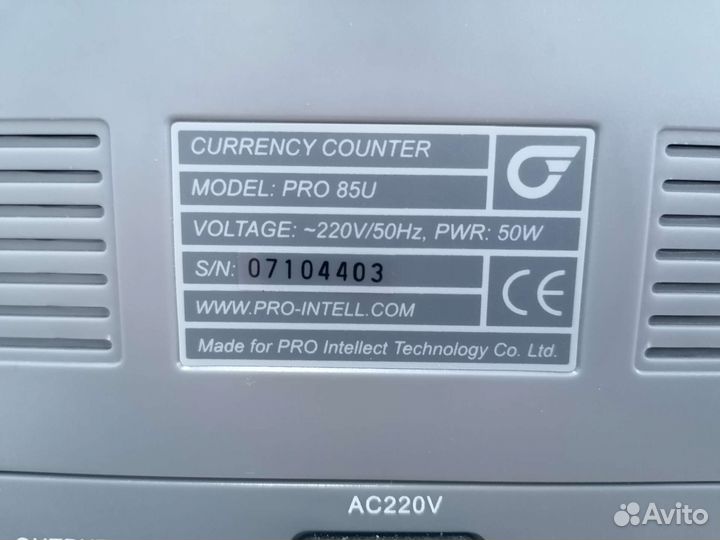 CURRENCY COUNTER
MODEL: PRO 85U
VOLTAGE: ~220V/50Hz, PWR: 50W
S/N: 07104403
CE
WWW.PRO-INTELL.COM
Made for PRO Intellect Technology Co. Ltd.
AC220V
Avito